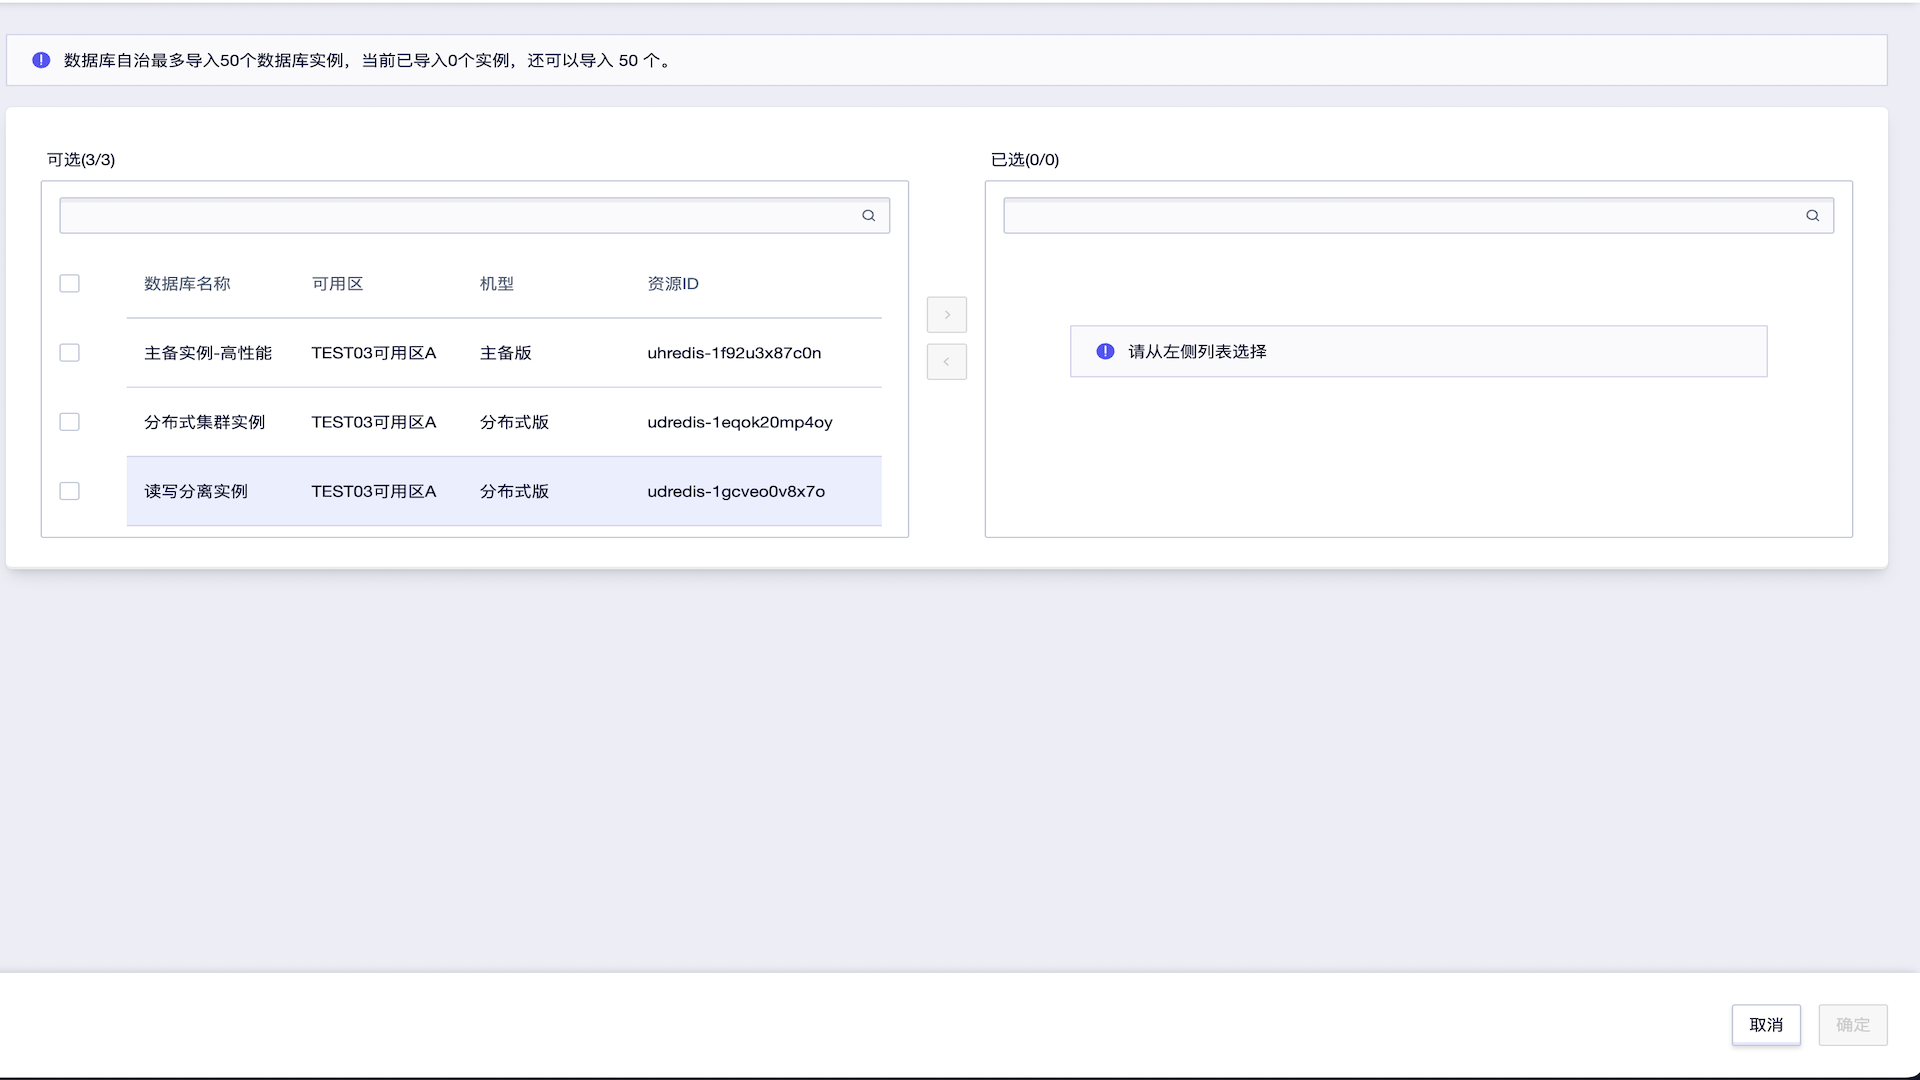 数据库自治最多导入50个数据库实例，当前已导入0个实例，还可以导入 50 个。
可选(3/3)
数据库名称 可用区 机型 资源ID
主备实例-高性能 TEST03可用区A 主备版 uhredis-1f92u3x87c0n
分布式集群实例 TEST03可用区A 分布式版 udredis-1eqok20mp4oy
读写分离实例 TEST03可用区A 分布式版 udredis-1gcveo0v8x7o
已选(0/0)
请从左侧列表选择
取消 确定